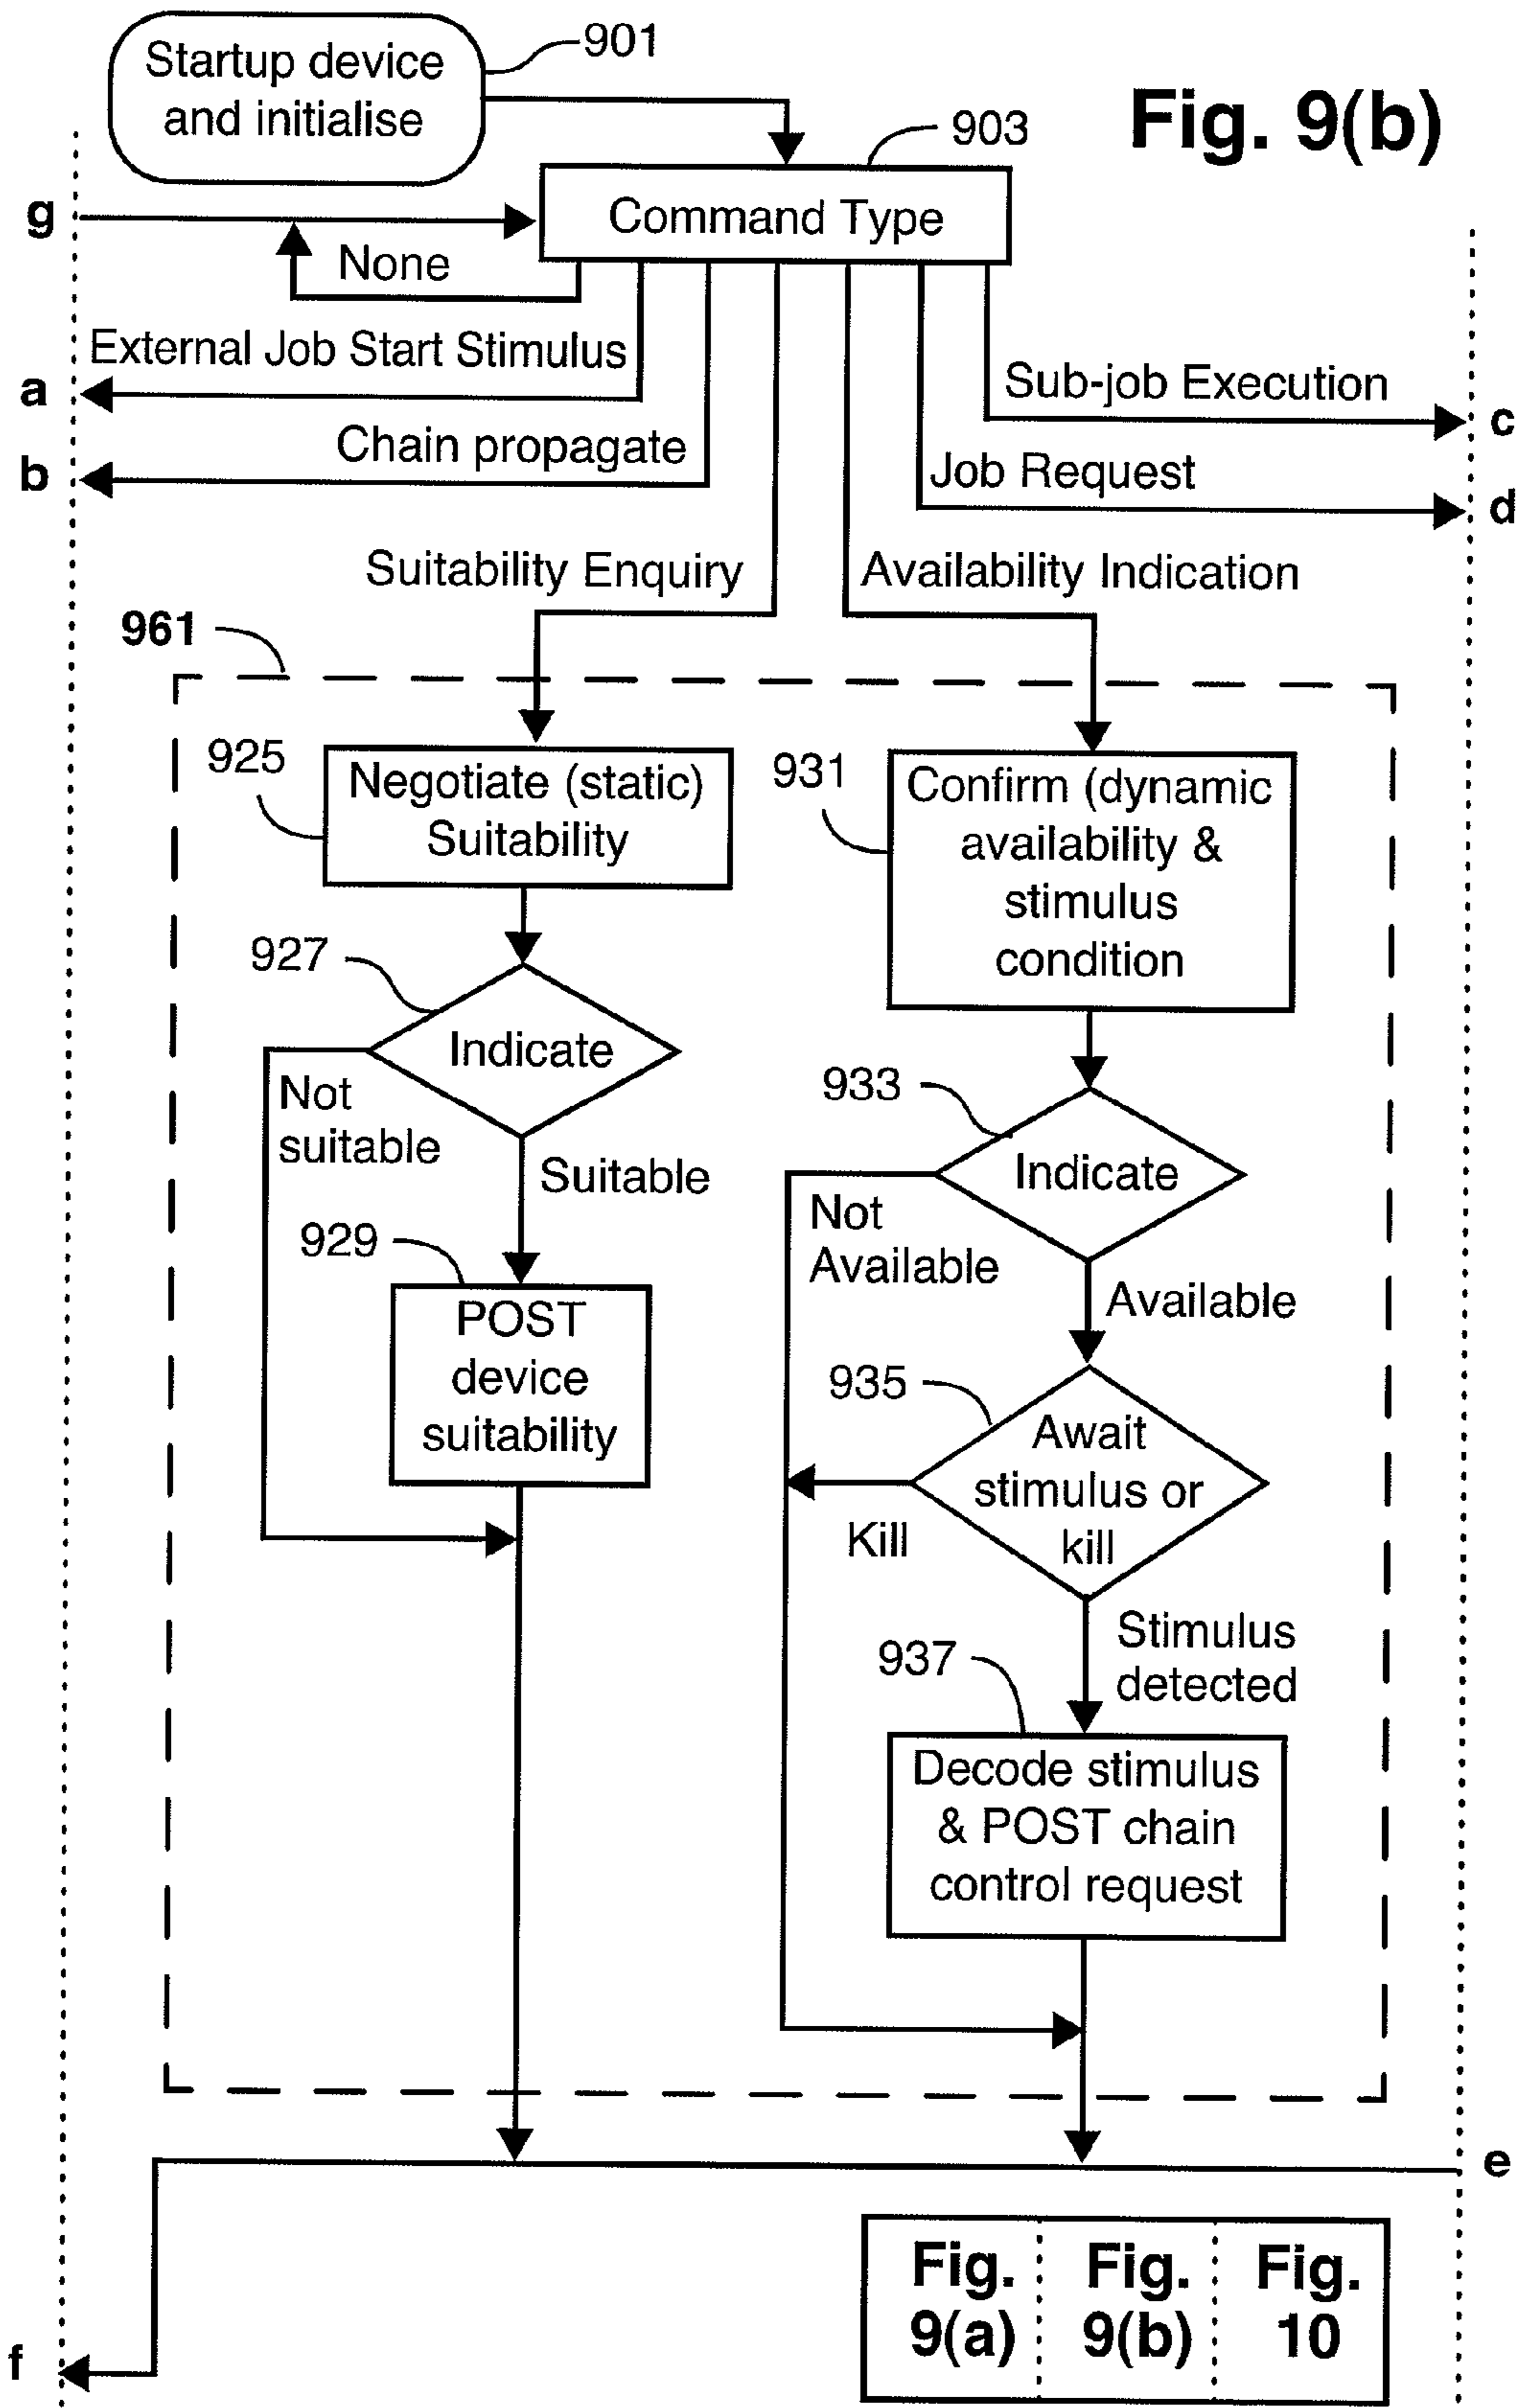 Startup device
and initialise
901
Fig. 9(b)
903
g
Command Type
None
External Job Start Stimulus
a
Sub-job Execution
c
Chain propagate
b
Job Request
d
Suitability Enquiry
Availability Indication
961
925
Negotiate (static)
Suitability
931
Confirm (dynamic
availability &
stimulus
condition
927
Indicate
Not
suitable
Suitable
933
Indicate
Not
Available
Available
929
POST
device
suitability
935
Await
stimulus or
kill
Kill
Stimulus
detected
937
Decode stimulus
& POST chain
control request
e
f
Fig.
9(a)
Fig.
9(b)
Fig.
10